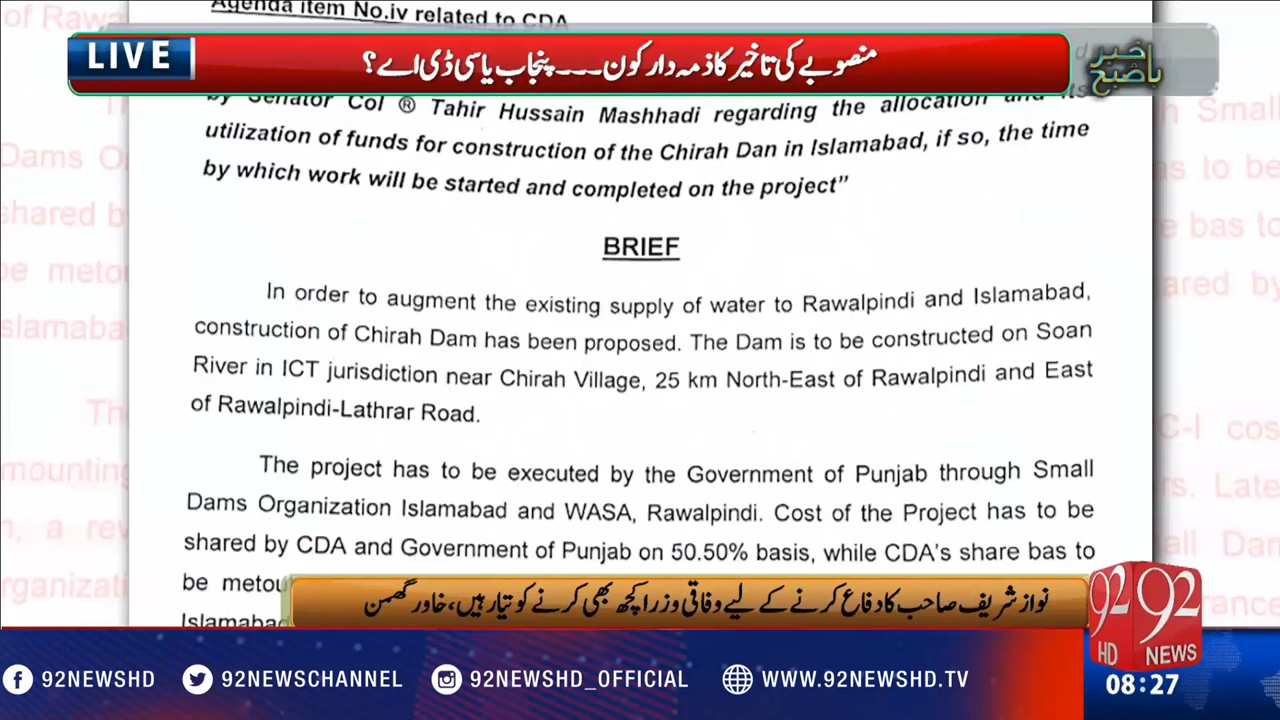 Agenda Item No.iv related to CDA
LIVE
منصوبے کی تاخیر کا ذمہ دار کون ـــ پنجاب یا سی ڈی اے؟
باخبر صبح
by Senator Col ® Tahir Hussain Mashhadi regarding the allocation and its
utilization of funds for construction of the Chirah Dan in Islamabad, if so, the time
by which work will be started and completed on the project”
BRIEF
In order to augment the existing supply of water to Rawalpindi and Islamabad,
construction of Chirah Dam has been proposed. The Dam is to be constructed on Soan
River in ICT jurisdiction near Chirah Village, 25 km North-East of Rawalpindi and East
of Rawalpindi-Lathrar Road.
The project has to be executed by the Government of Punjab through Small
Dams Organization Islamabad and WASA, Rawalpindi. Cost of the Project has to be
shared by CDA and Government of Punjab on 50.50% basis, while CDA's share bas to
be metou
Islamabad
نواز شریف صاحب کا دفاع کرنے کے لیے وفاقی وزرا کچھ بھی کرنے کو تیار ہیں، خاور گھمن
92 92
HD NEWS
08:27
92NEWSHD
92NEWSCHANNEL
92NEWSHD_OFFICIAL
WWW.92NEWSHD.TV